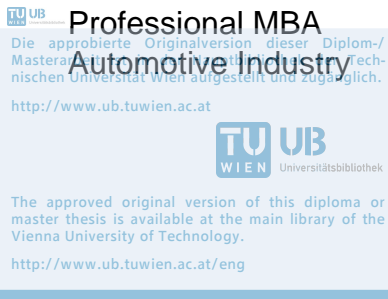 TU UB
WIEN
Professional MBA
Die approbierte Originalversion dieser Diplom-/
Masterarbeit ist in der Hauptbibliothek der Tech-
nischen Universität Wien aufgestellt und zugänglich.
Automotive Industry
http://www.ub.tuwien.ac.at
TU UB
WIEN Universitätsbibliothek
The approved original version of this diploma or
master thesis is available at the main library of the
Vienna University of Technology.
http://www.ub.tuwien.ac.at/eng